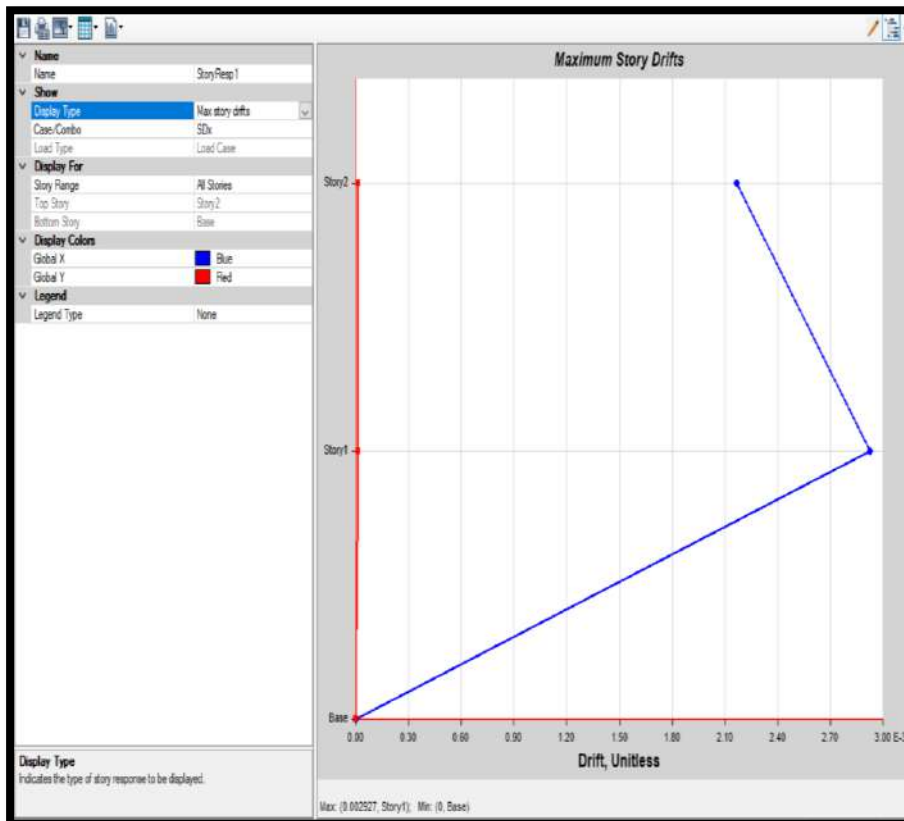 Maximum Story Drifts
Name
Name StoryResp1
Show
Display Type Max story drifts
Case/Combo SDx
Load Type Load Case
Display For
Story Range All Stories
Top Story Story2
Bottom Story Base
Display Colors
Global X Blue
Global Y Red
Legend
Legend Type None
Story2
Story1
Base
0.00 0.30 0.60 0.90 1.20 1.50 1.80 2.10 2.40 2.70 3.00 E-3
Drift, Unitless
Display Type
Indicates the type of story response to be displayed.
Max: (0.002927, Story1); Min: (0, Base)